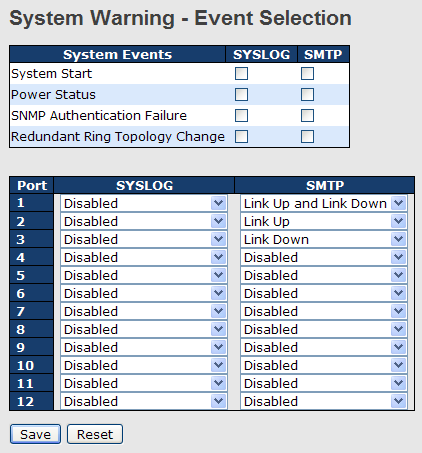 System Warning - Event Selection
System Events SYSLOG SMTP
System Start
Power Status
SNMP Authentication Failure
Redundant Ring Topology Change
Port SYSLOG SMTP
1 Disabled Link Up and Link Down
2 Disabled Link Up
3 Disabled Link Down
4 Disabled Disabled
5 Disabled Disabled
6 Disabled Disabled
7 Disabled Disabled
8 Disabled Disabled
9 Disabled Disabled
10 Disabled Disabled
11 Disabled Disabled
12 Disabled Disabled
Save Reset